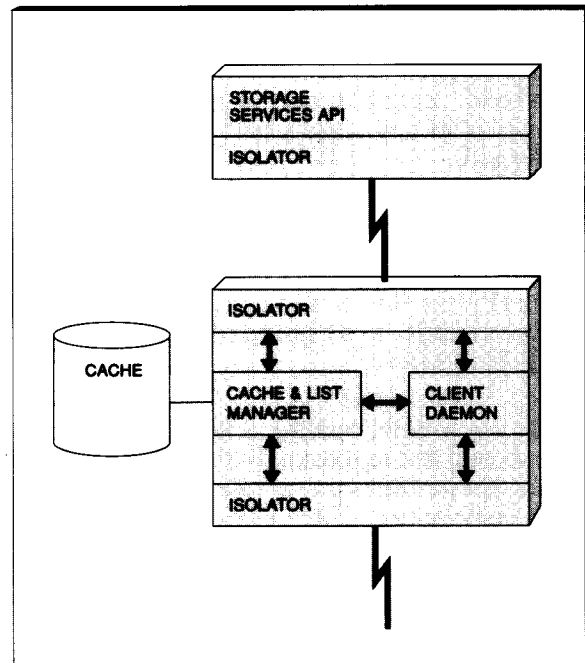 STORAGE
SERVICES API
ISOLATOR
ISOLATOR
CACHE
CACHE & LIST
MANAGER
CLIENT
DAEMON
ISOLATOR